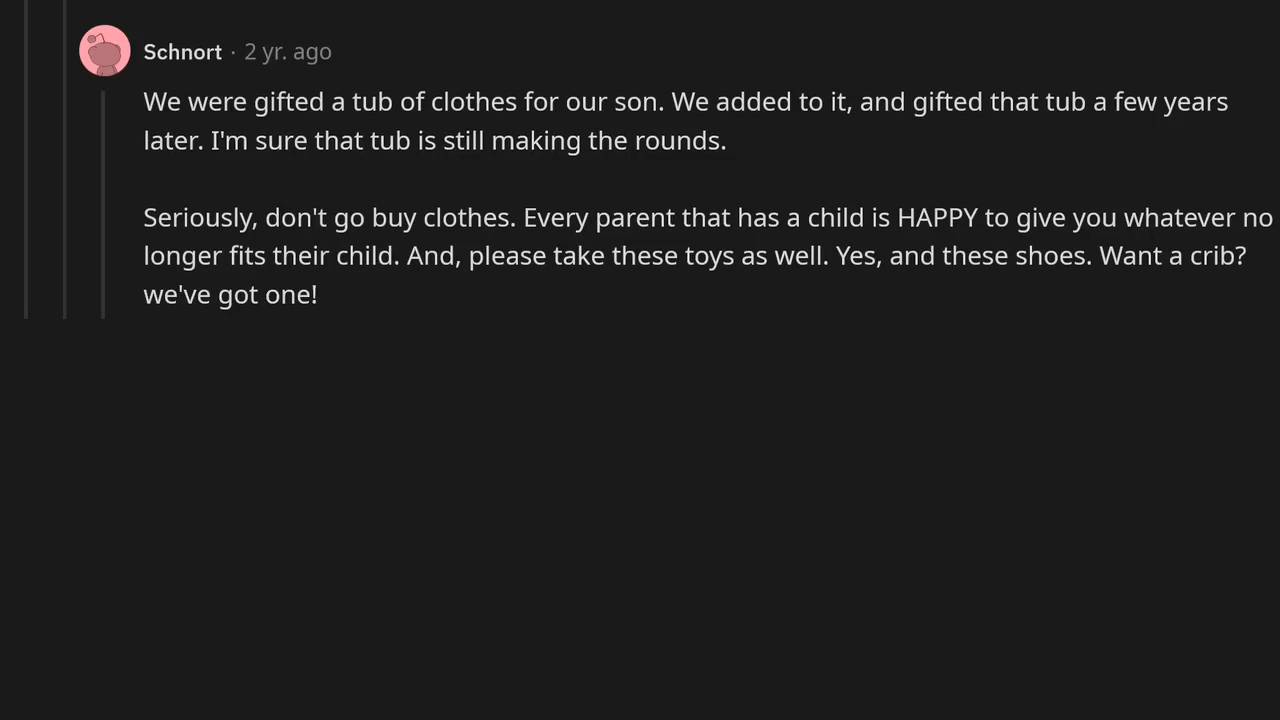 Schnort · 2 yr. ago
We were gifted a tub of clothes for our son. We added to it, and gifted that tub a few years
later. I'm sure that tub is still making the rounds.
Seriously, don't go buy clothes. Every parent that has a child is HAPPY to give you whatever no
longer fits their child. And, please take these toys as well. Yes, and these shoes. Want a crib?
we've got one!